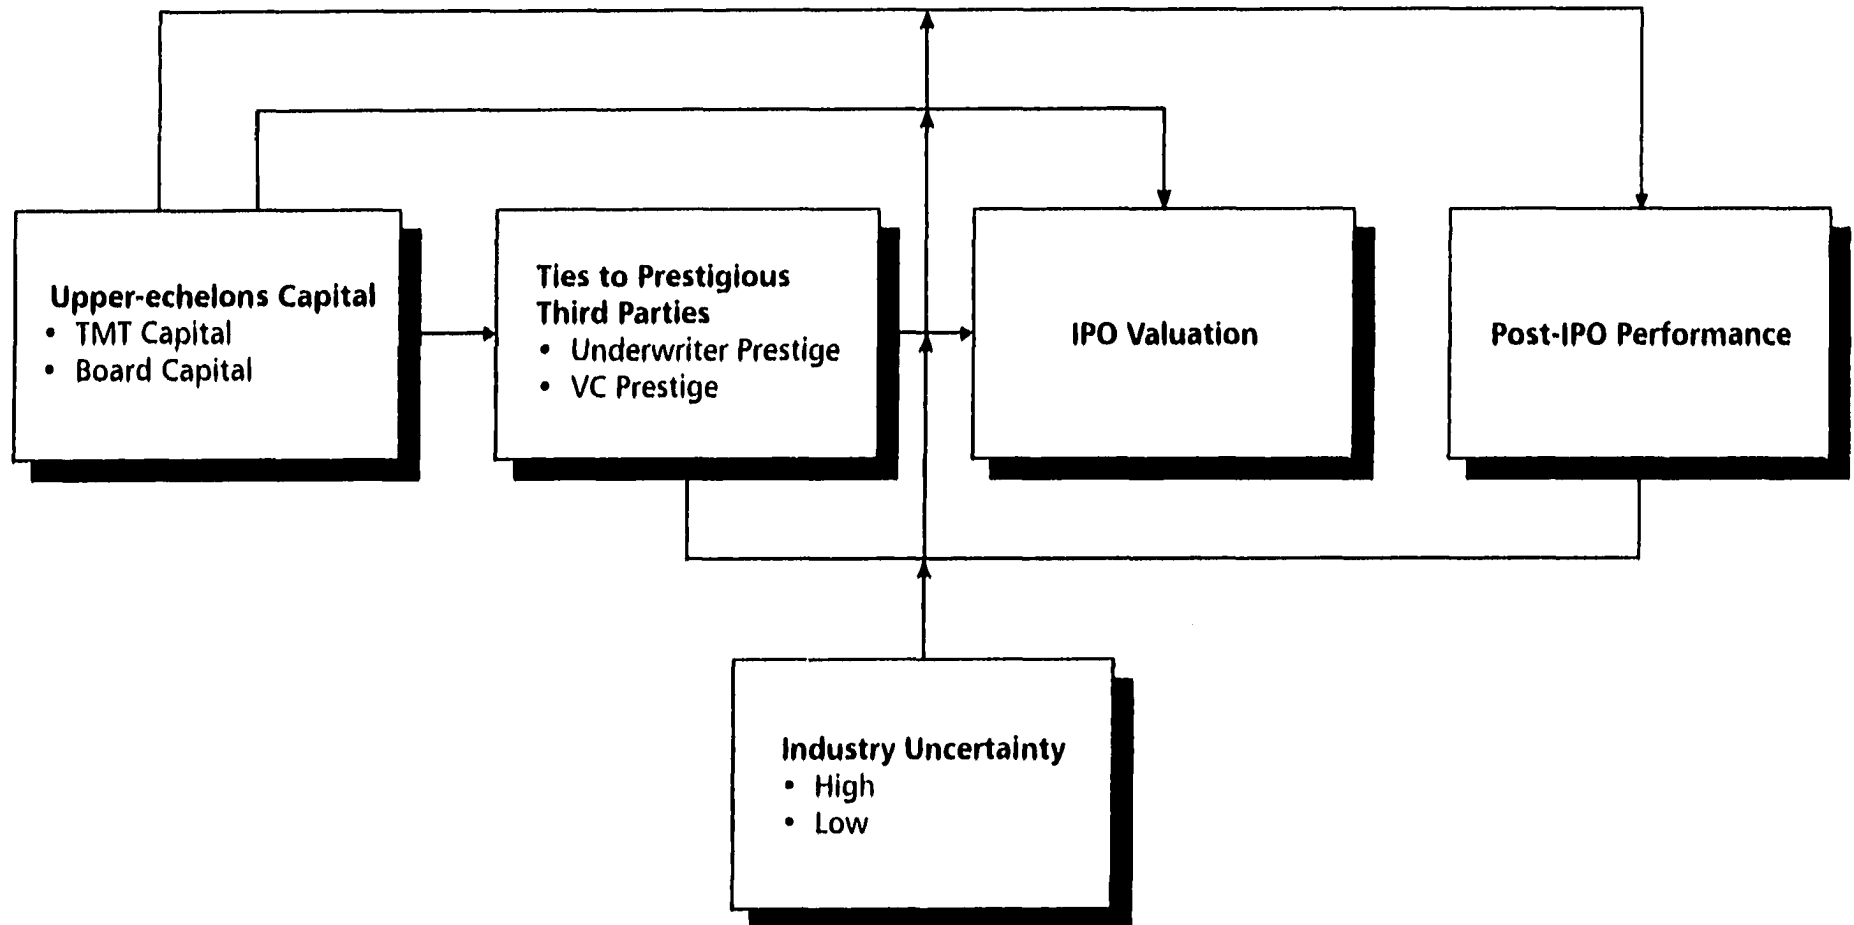 Upper-echelons Capital
• TMT Capital
• Board Capital
Ties to Prestigious
Third Parties
• Underwriter Prestige
• VC Prestige
IPO Valuation
Post-IPO Performance
Industry Uncertainty
• High
• Low